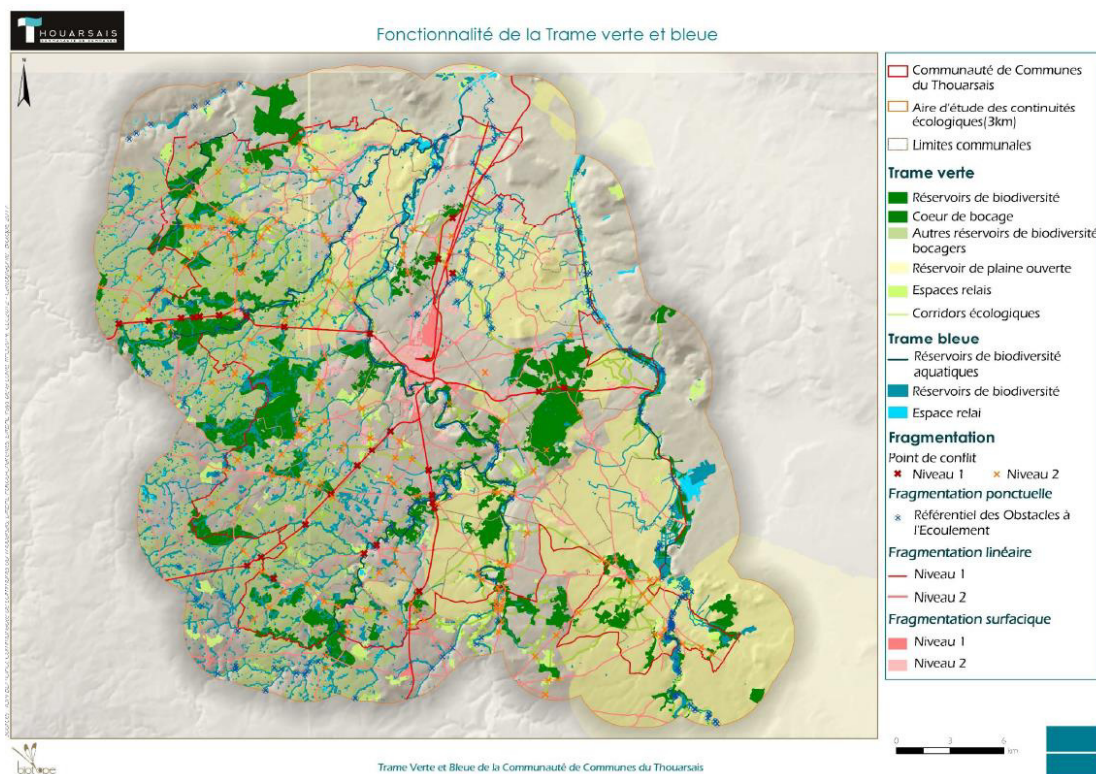 THOUARSAIS
COMMUNAUTÉ DE COMMUNES
Fonctionnalité de la Trame verte et bleue
Communauté de Communes
du Thouarsais
Aire d'étude des continuités
écologiques(3km)
Limites communales
Trame verte
Réservoirs de biodiversité
Coeur de bocage
Autres réservoirs de biodiversité
bocagers
Réservoir de plaine ouverte
Espaces relais
Corridors écologiques
Trame bleue
Réservoirs de biodiversité
aquatiques
Réservoirs de biodiversité
Espace relai
Fragmentation
Point de conflit
Niveau 1 Niveau 2
Fragmentation ponctuelle
Référentiel des Obstacles à
l'Ecoulement
Fragmentation linéaire
Niveau 1
Niveau 2
Fragmentation surfacique
Niveau 1
Niveau 2
0 3 6
km
biotope
Trame Verte et Bleue de la Communauté de Communes du Thouarsais